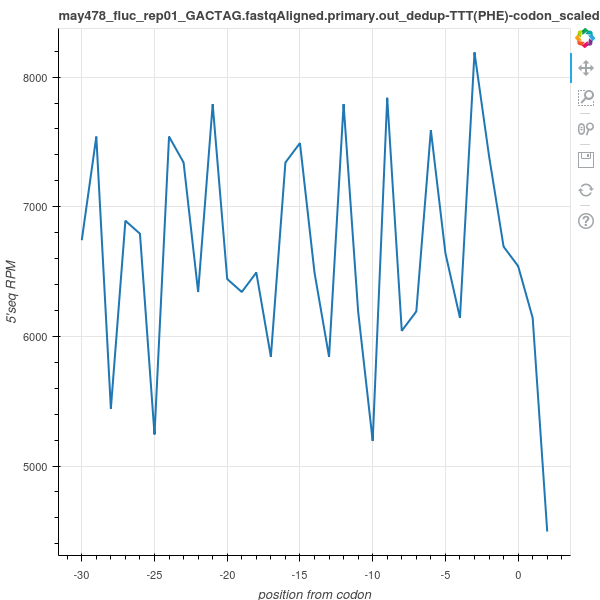 may478_fluc_rep01_GACTAG.fastqAligned.primary.out_dedup-TTT(PHE)-codon_scaled
8000
7000
6000
5000
5'seq RPM
-30 -25 -20 -15 -10 -5 0
position from codon